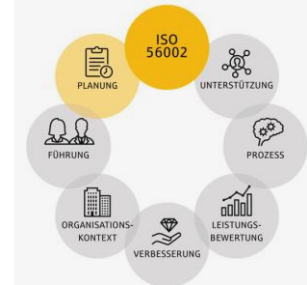 ISO
56002
UNTERSTÜTZUNG
PROZESS
LEISTUNGS-
BEWERTUNG
VERBESSERUNG
ORGANISATIONS-
KONTEXT
FÜHRUNG
PLANUNG